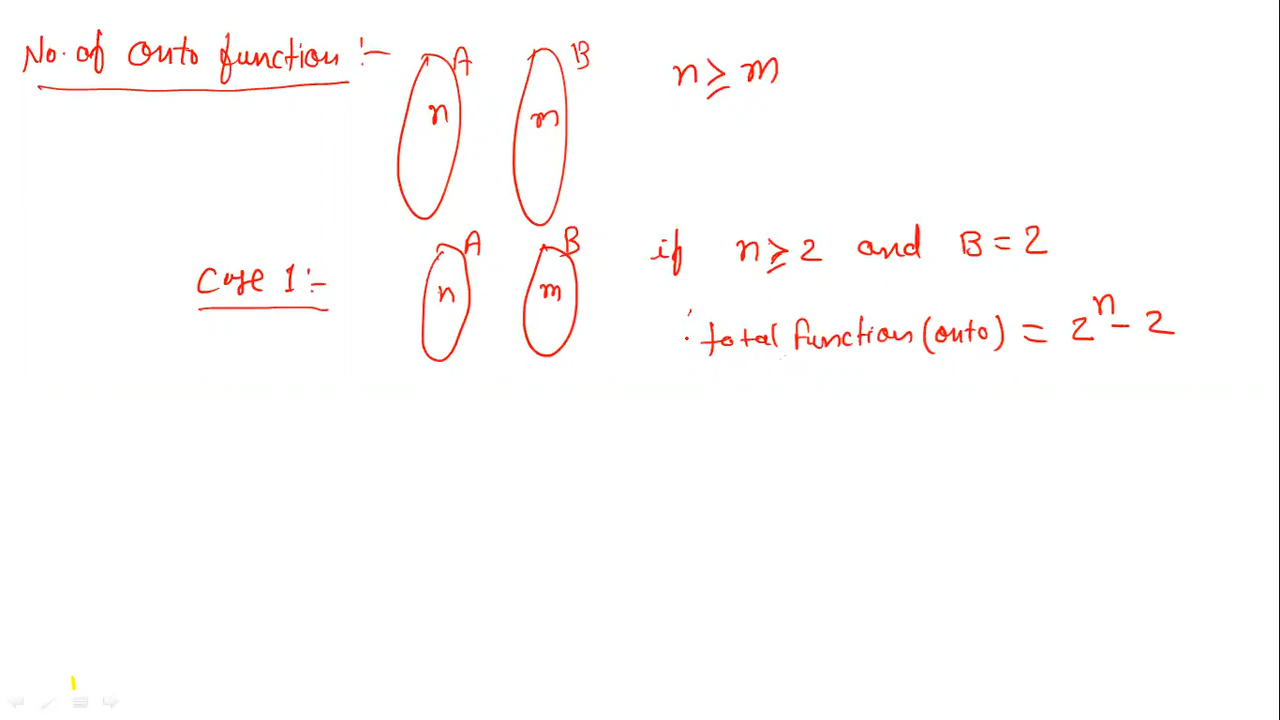 No. of onto function :-
A B
n m
n ≥ m
Case 1 :-
A B
n m
if n ≥ 2 and B = 2
∴ total function (onto) = 2^n - 2